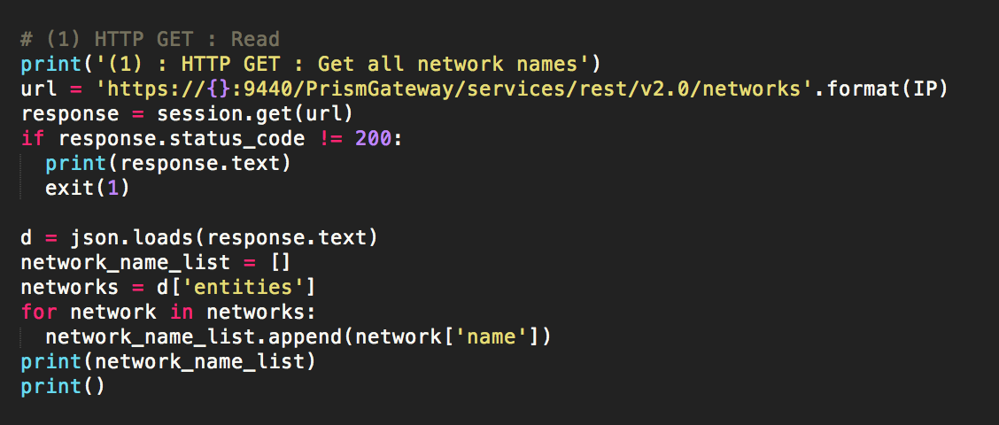 # (1) HTTP GET : Read
print('(1) : HTTP GET : Get all network names')
url = 'https://{}:9440/PrismGateway/services/rest/v2.0/networks'.format(IP)
response = session.get(url)
if response.status_code != 200:
  print(response.text)
  exit(1)

d = json.loads(response.text)
network_name_list = []
networks = d['entities']
for network in networks:
  network_name_list.append(network['name'])
print(network_name_list)
print()